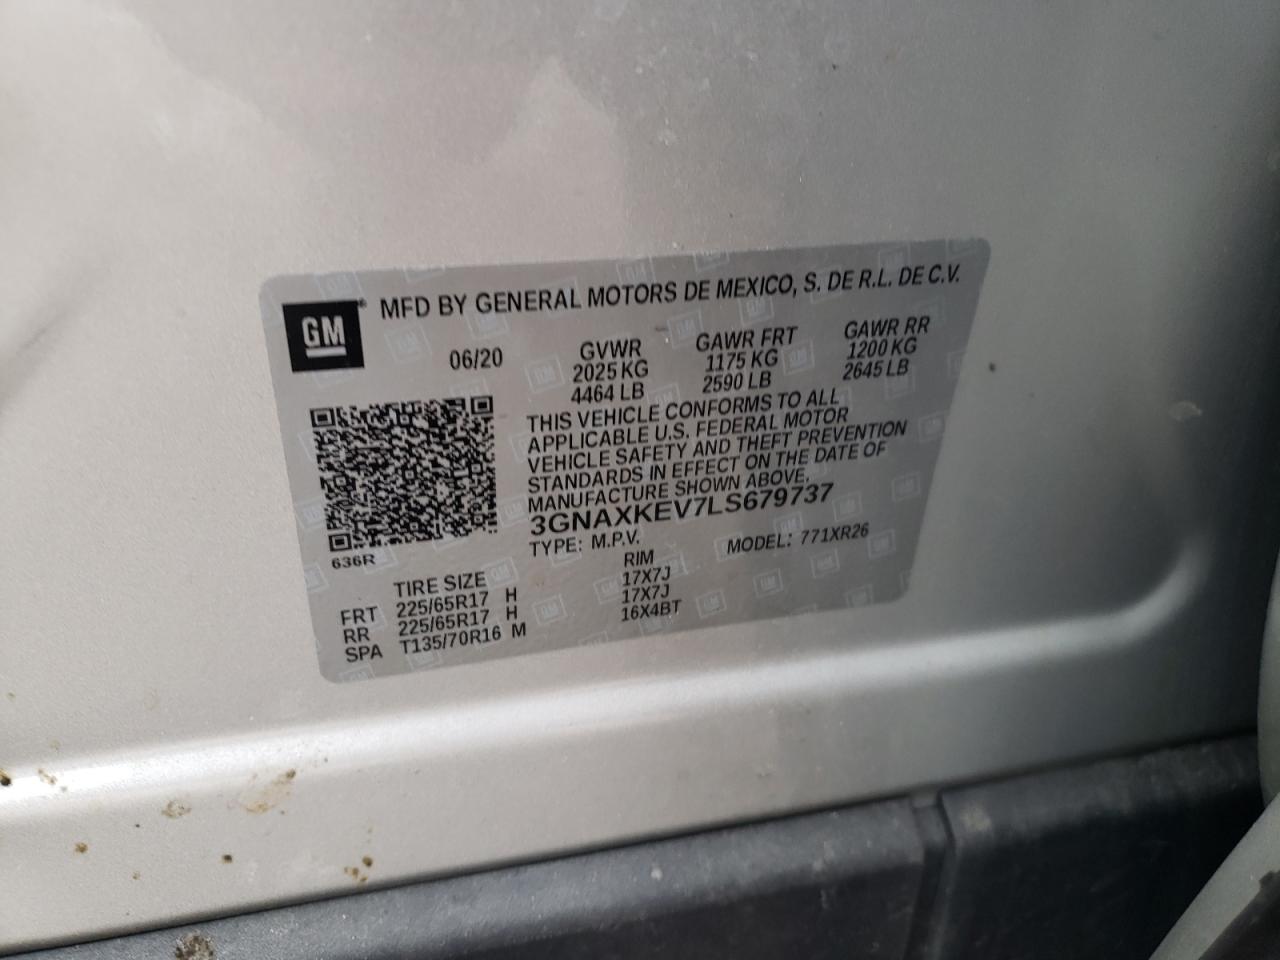 GM
MFD BY GENERAL MOTORS DE MEXICO, S. DE R.L. DE C.V.
06/20
GVWR
2025 KG
4464 LB
GAWR FRT
1175 KG
2590 LB
GAWR RR
1200 KG
2645 LB
THIS VEHICLE CONFORMS TO ALL
APPLICABLE U.S. FEDERAL MOTOR
VEHICLE SAFETY AND THEFT PREVENTION
STANDARDS IN EFFECT ON THE DATE OF
MANUFACTURE SHOWN ABOVE.
3GNAXKEV7LS679737
TYPE: M.P.V. MODEL: 771XR26
636R
TIRE SIZE RIM
FRT 225/65R17 H 17X7J
RR 225/65R17 H 17X7J
SPA T135/70R16 M 16X4BT